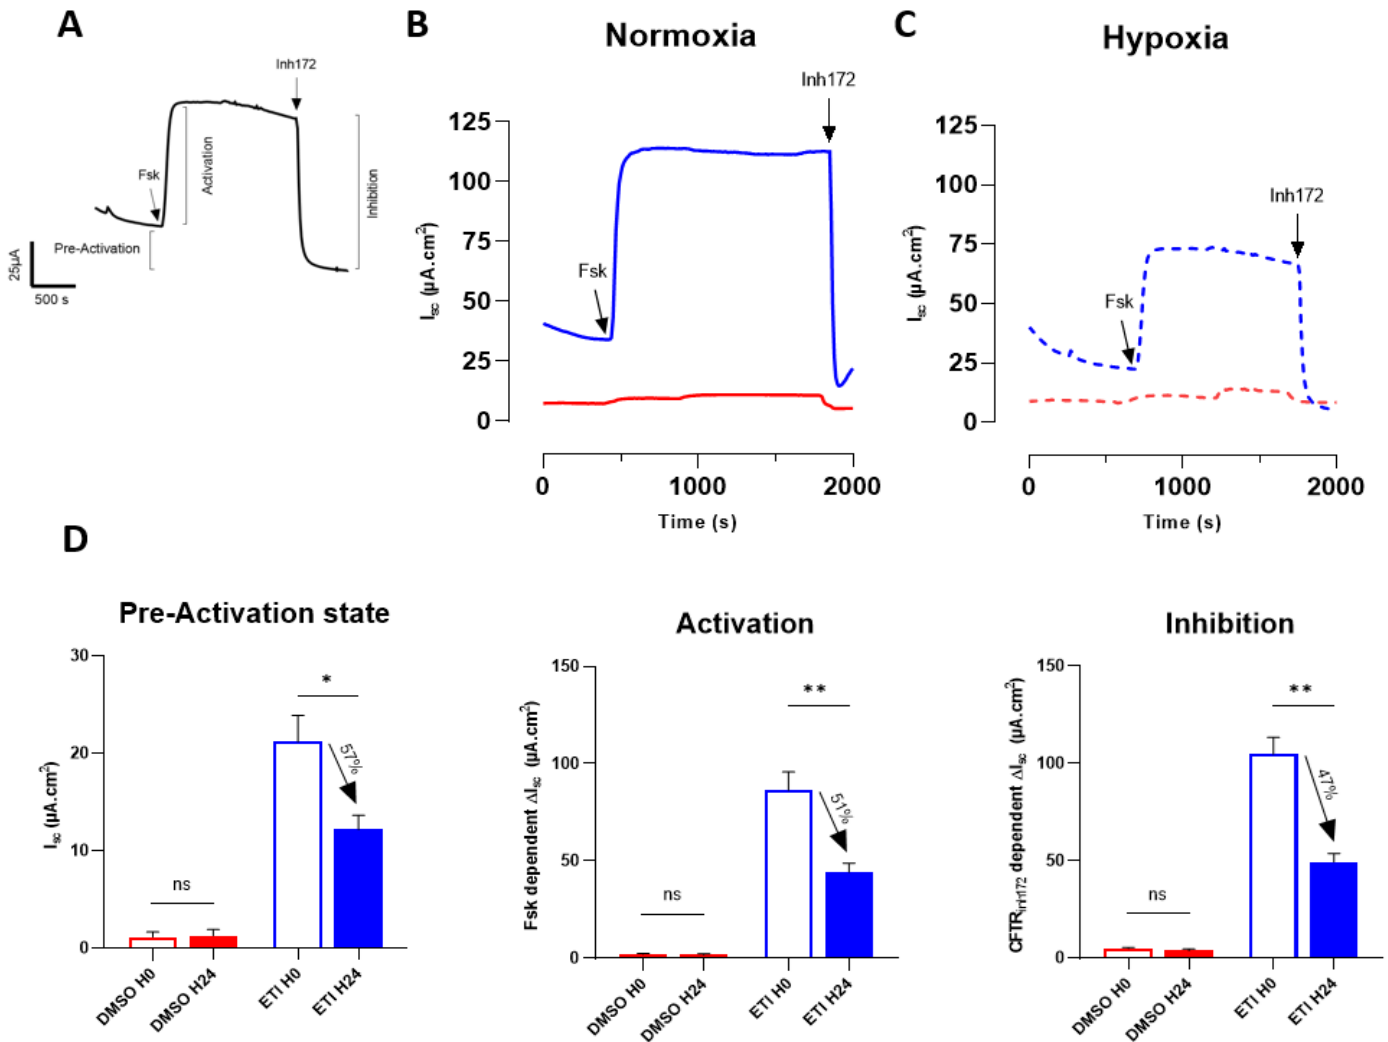 A
Inh172
Fsk
Activation
Inhibition
Pre-Activation
25µA
500 s
B
Normoxia
Inh172
125
100
75
50
25
0
Isc (µA.cm²)
Fsk
0
1000
2000
Time (s)
C
Hypoxia
Inh172
125
100
75
50
25
0
Isc (µA.cm²)
Fsk
0
1000
2000
Time (s)
D
Pre-Activation state
30
20
10
0
Isc (µA.cm²)
ns
*
57%
DMSO H0
DMSO H24
ETI H0
ETI H24
Activation
150
100
50
0
Fsk dependent ΔIsc (µA.cm²)
ns
**
51%
DMSO H0
DMSO H24
ETI H0
ETI H24
Inhibition
150
100
50
0
CFTRinh172 dependent ΔIsc (µA.cm²)
ns
**
47%
DMSO H0
DMSO H24
ETI H0
ETI H24